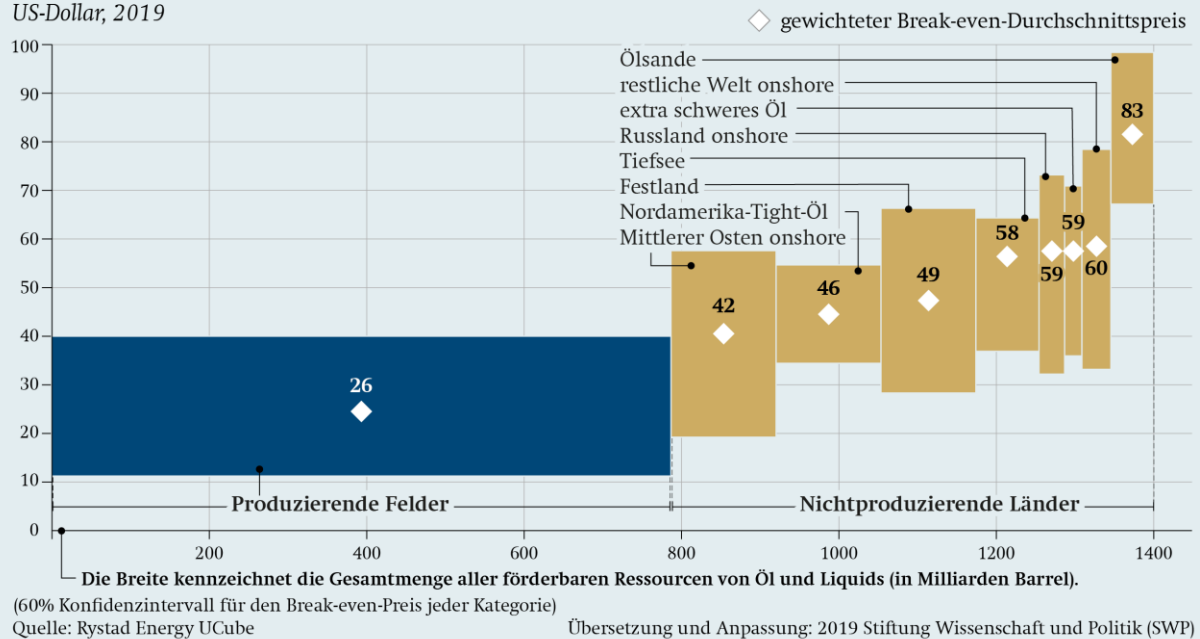 US-Dollar, 2019
gewichteter Break-even-Durchschnittspreis
100
90
80
70
60
50
40
30
20
10
0
Ölsande
restliche Welt onshore
extra schweres Öl
Russland onshore
Tiefsee
Festland
Nordamerika-Tight-Öl
Mittlerer Osten onshore
26
42
46
49
58
59
59
60
83
Produzierende Felder
Nichtproduzierende Länder
200
400
600
800
1000
1200
1400
Die Breite kennzeichnet die Gesamtmenge aller förderbaren Ressourcen von Öl und Liquids (in Milliarden Barrel).
(60% Konfidenzintervall für den Break-even-Preis jeder Kategorie)
Quelle: Rystad Energy UCube
Übersetzung und Anpassung: 2019 Stiftung Wissenschaft und Politik (SWP)